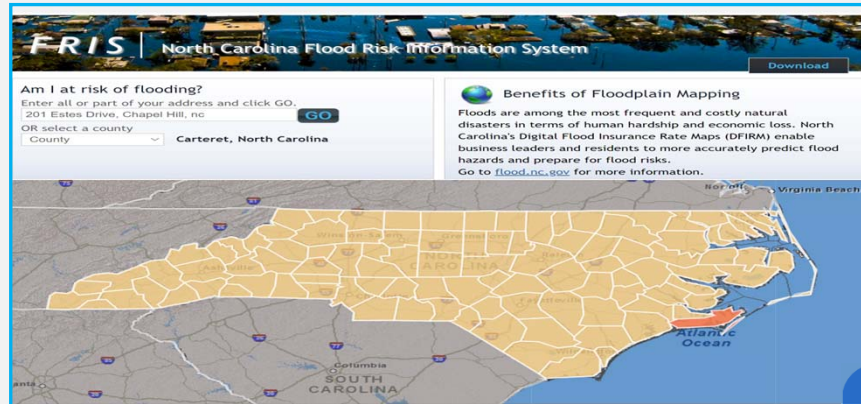 FRIS | North Carolina Flood Risk Information System
Download
Am I at risk of flooding?
Enter all or part of your address and click GO.
201 Estes Drive, Chapel Hill, nc
GO
OR select a county
County
Carteret, North Carolina
Benefits of Floodplain Mapping
Floods are among the most frequent and costly natural
disasters in terms of human hardship and economic loss. North
Carolina's Digital Flood Insurance Rate Maps (DFIRM) enable
business leaders and residents to more accurately predict flood
hazards and prepare for flood risks.
Go to flood.nc.gov for more information.
Norfolk
Virginia Beach
Winston-Salem
Greensboro
NORTH
CAROLINA
Asheville
Fayetteville
Atlantic
Ocean
Columbia
SOUTH
CAROLINA